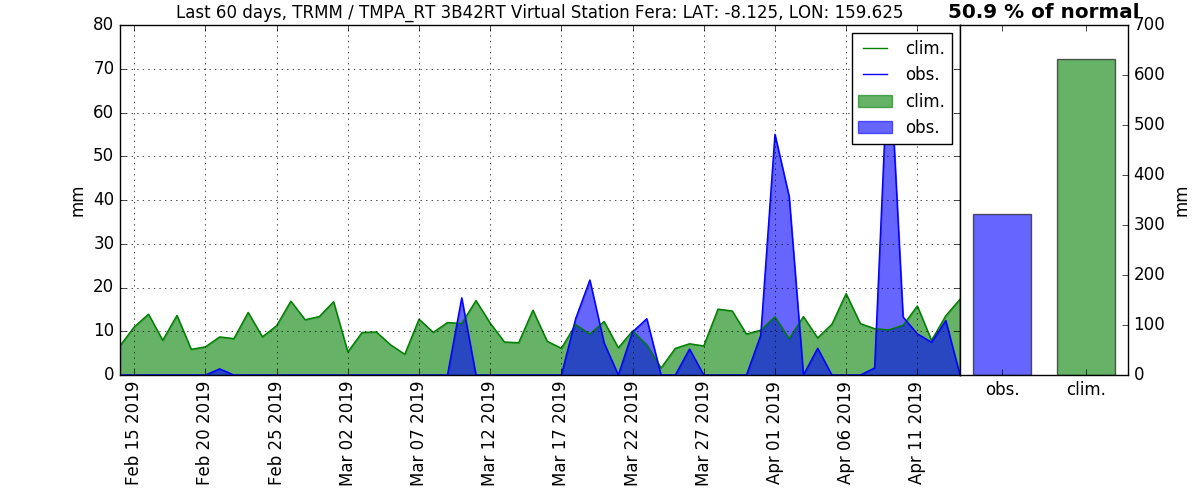 Last 60 days, TRMM / TMPA_RT 3B42RT Virtual Station Fera: LAT: -8.125, LON: 159.625
50.9 % of normal
80
70
60
50
40
30
20
10
0
mm
clim.
obs.
clim.
obs.
Feb 15 2019
Feb 20 2019
Feb 25 2019
Mar 02 2019
Mar 07 2019
Mar 12 2019
Mar 17 2019
Mar 22 2019
Mar 27 2019
Apr 01 2019
Apr 06 2019
Apr 11 2019
700
600
500
400
300
200
100
0
mm
obs.
clim.